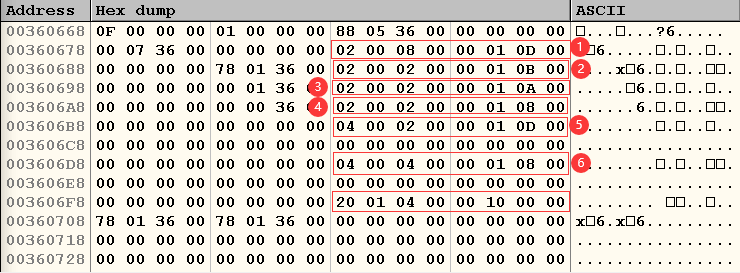 Address Hex dump ASCII
00360668 0F 00 00 00 01 00 00 00 88 05 36 00 00 00 00 00 □...□...?6.....
00360678 00 07 36 00 00 00 00 00 02 00 08 00 00 01 0D 00 1 □6.....□.□..□.
00360688 00 00 00 00 78 01 36 00 02 00 02 00 00 01 0B 00 2 ...x□6.□.□..□□.
00360698 00 00 00 00 00 01 36 3 02 00 02 00 00 01 0A 00 .....□6.□.□..□..
003606A8 00 00 00 00 00 00 36 4 02 00 02 00 00 01 08 00 ......6.□.□..□□.
003606B8 00 00 00 00 00 00 00 00 04 00 02 00 00 01 0D 00 5 .......□.□..□..
003606C8 00 00 00 00 00 00 00 00 00 00 00 00 00 00 00 00 ................
003606D8 00 00 00 00 00 00 00 00 04 00 04 00 00 01 08 00 6 .......□.□..□□.
003606E8 00 00 00 00 00 00 00 00 00 00 00 00 00 00 00 00 ................
003606F8 00 00 00 00 00 00 00 00 20 01 04 00 00 10 00 00 ........ □□..□..
00360708 78 01 36 00 78 01 36 00 00 00 00 00 00 00 00 00 x□6.x□6.........
00360718 00 00 00 00 00 00 00 00 00 00 00 00 00 00 00 00 ................
00360728 00 00 00 00 00 00 00 00 00 00 00 00 00 00 00 00 ................